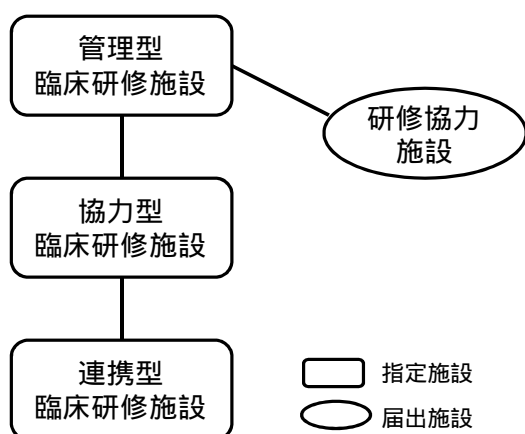 管理型
臨床研修施設
研修協力
施設
協力型
臨床研修施設
連携型
臨床研修施設
指定施設
届出施設